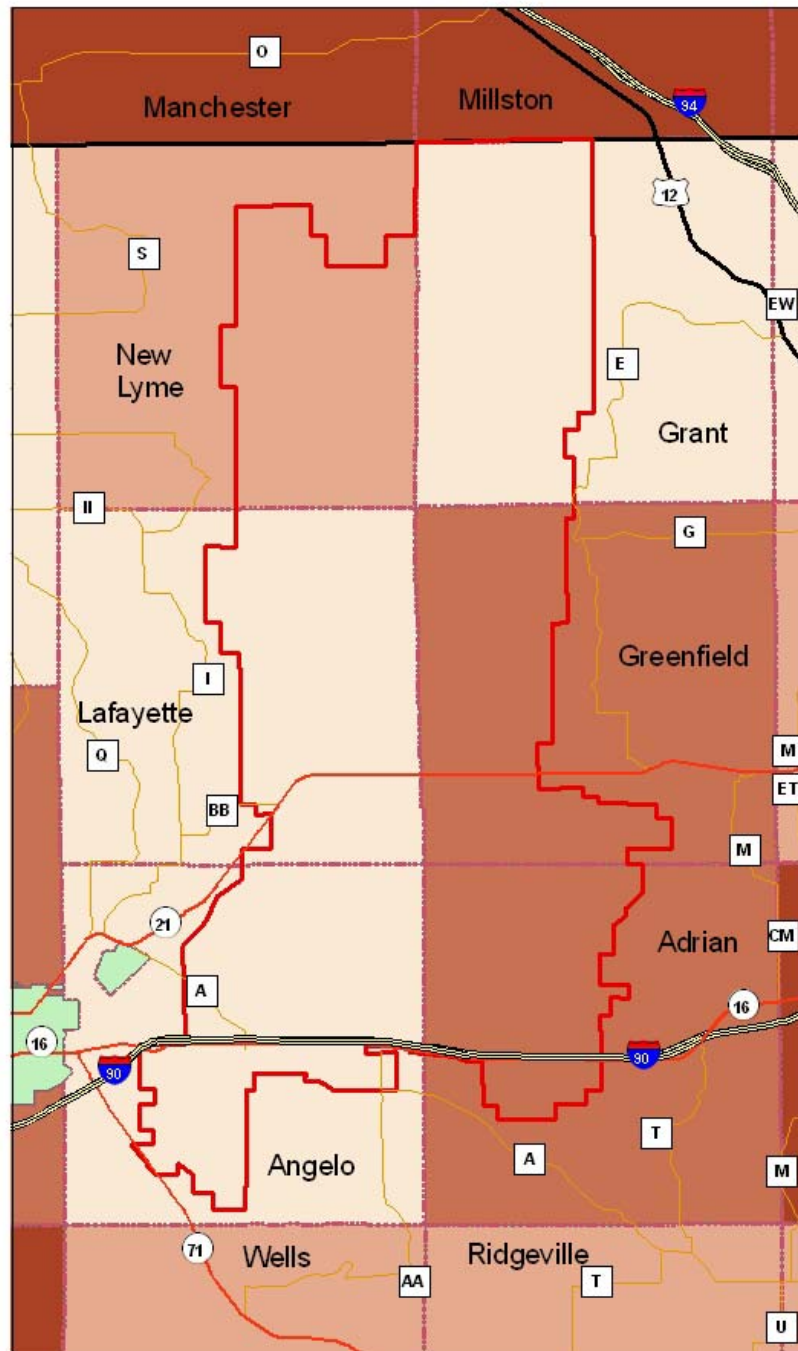 O
Manchester
Millston
94
12
S
EW
New
Lyme
E
Grant
II
G
Greenfield
I
Lafayette
Q
M
ET
BB
M
21
Adrian
CM
A
16
16
90
90
T
A
Angelo
M
71
Wells
Ridgeville
AA
T
U